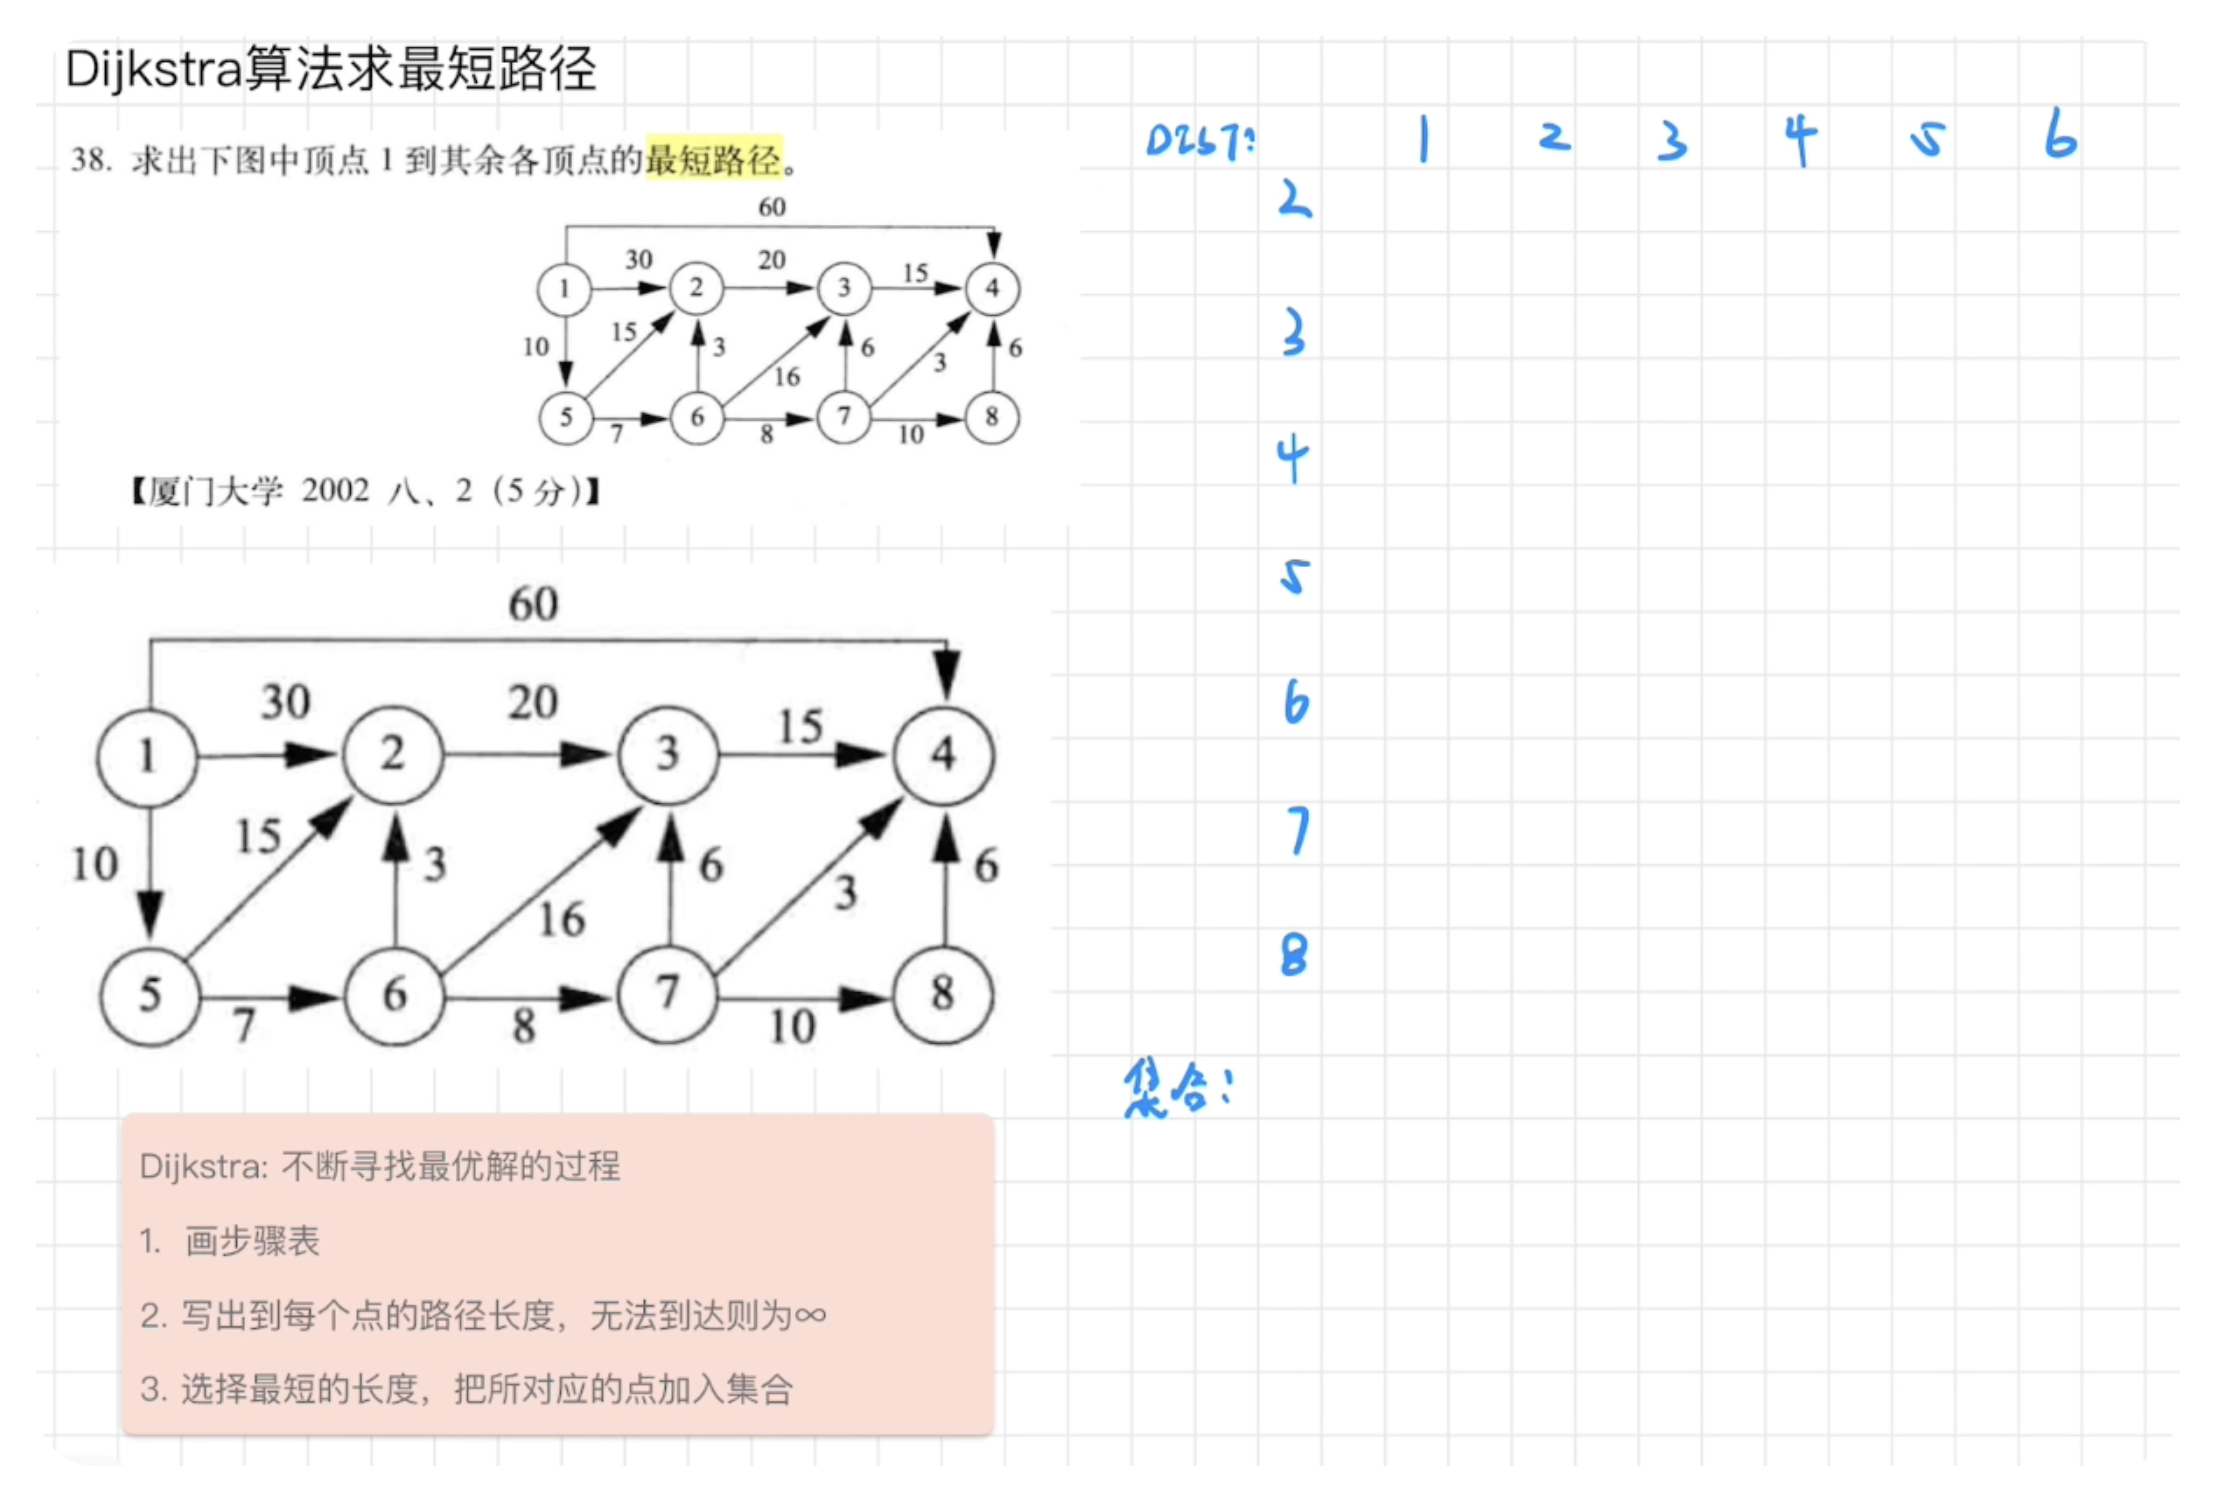 Dijkstra算法求最短路径
38. 求出下图中顶点 1 到其余各顶点的最短路径。
60
30 20 15
1 2 3 4
10 15 3 16 6 3 6
5 6 7 8
7 8 10
【厦门大学 2002 八、2（5 分）】
60
30 20 15
1 2 3 4
10 15 3 16 6 3 6
5 6 7 8
7 8 10
Dijkstra: 不断寻找最优解的过程
1. 画步骤表
2. 写出到每个点的路径长度，无法到达则为∞
3. 选择最短的长度，把所对应的点加入集合
1 2 3 4 5 6
2
3
4
5
6
7
8
集合：